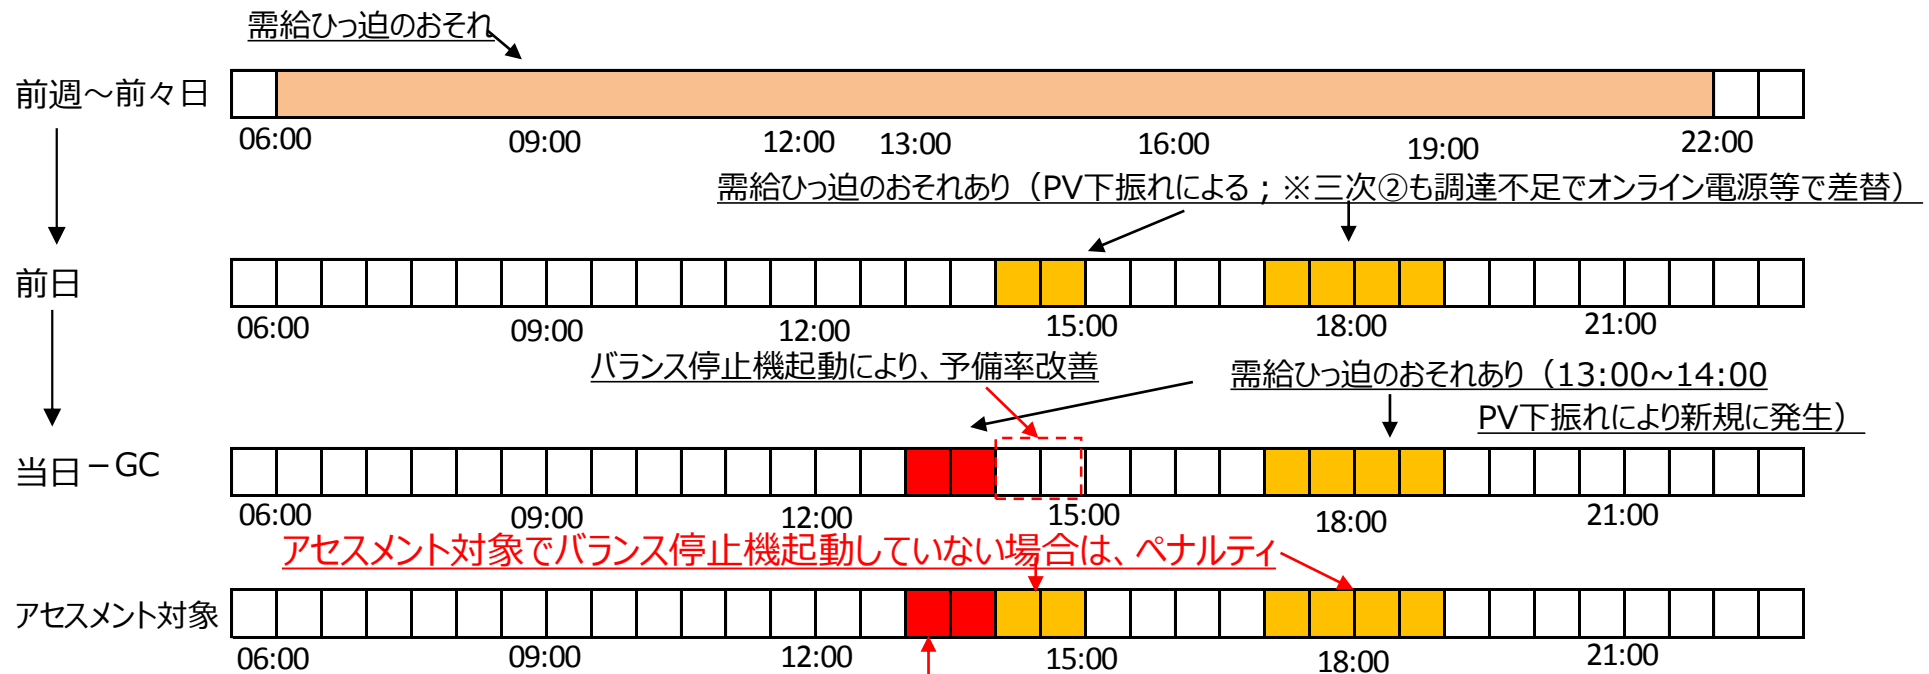 需給ひっ迫のおそれ
前週～前々日
06:00 09:00 12:00 13:00 16:00 19:00 22:00
需給ひっ迫のおそれあり（PV下振れによる；※三次②も調達不足でオンライン電源等で差替）
前日
06:00 09:00 12:00 15:00 18:00 21:00
バランス停止機起動により、予備率改善
需給ひっ迫のおそれあり（13:00~14:00
PV下振れにより新規に発生）
当日－GC
06:00 09:00 12:00 15:00 18:00 21:00
アセスメント対象でバランス停止機起動していない場合は、ペナルティ
アセスメント対象
06:00 09:00 12:00 15:00 18:00 21:00